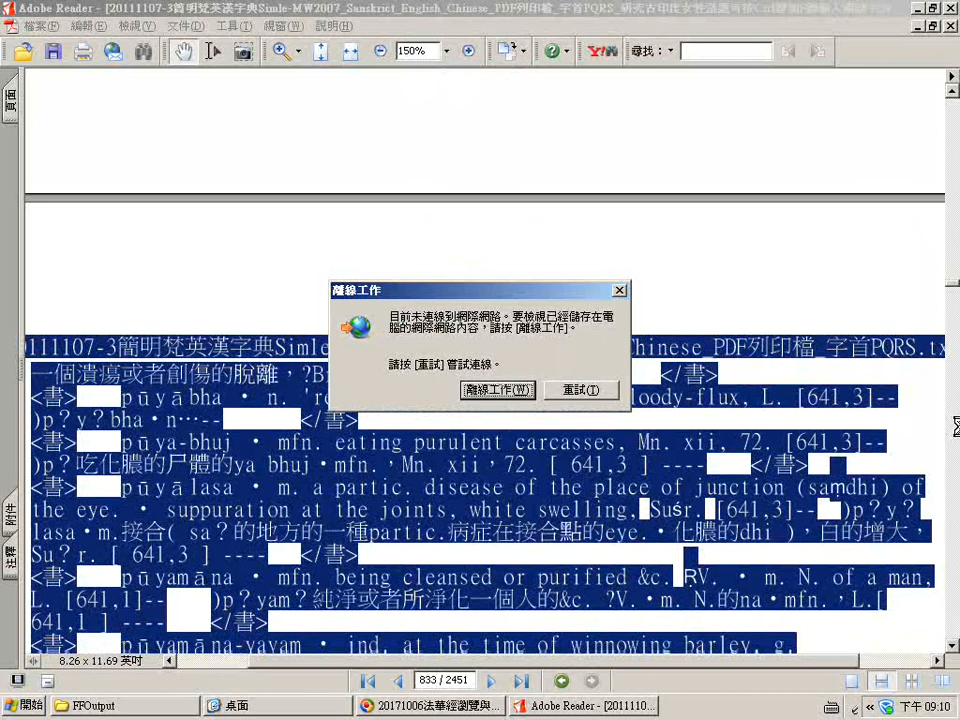 Adobe Reader - [20111107-3簡明梵英漢字典Simle-MW2007_Sanskrict_English_Chinese_PDF列印檔_字首PQRS_
檔案(F) 編輯(E) 檢視(V) 文件(D) 工具(T) 視窗(W) 說明(H)
150% 尋找:
頁面
離線工作
目前未連線到網際網路。要檢視已經儲存在電
腦的網際網路內容，請按 [離線工作]。
請按 [重試] 嘗試連線。
離線工作(W) 重試(T)
111107-3簡明梵英漢字典Simle hinese_PDF列印檔_字首PQRS.tx
一個潰瘍或者創傷的脫離，?B </書>
<書> pūyābha • n. 're loody-flux, L. [641,3]--
)p？y？bha•n…-- </書>
<書> pūya-bhuj • mfn. eating purulent carcasses, Mn. xii, 72. [641,3]--
)p？吃化膿的尸體的ya bhuj•mfn.，Mn. xii，72. [ 641,3 ] ---- </書>
<書> pūyālasa • m. a partic. disease of the place of junction (saṃdhi) of
the eye. • suppuration at the joints, white swelling, Suśr. [641,3]-- )p？y？
lasa•m.接合( sa？的地方的一種partic.病症在接合點的eye.•化膿的dhi )，白的增大，
Su？r. [ 641,3 ] ---- </書>
<書> pūyamāna • mfn. being cleansed or purified &c. ṚV. • m. N. of a man,
L. [641,1]-- )p？yam？純淨或者所淨化一個人的&c. ?V.•m. N.的na•mfn.，L.[
641,1 ] ---- </書>
<書> pūyamāna-yavam • ind. at the time of winnowing barley, g.
附件
注釋
8.26 x 11.69 英吋
833 / 2451
開始 FFOutput 桌面 20171006法華經瀏覽與... Adobe Reader - [2011110... 下午 09:10